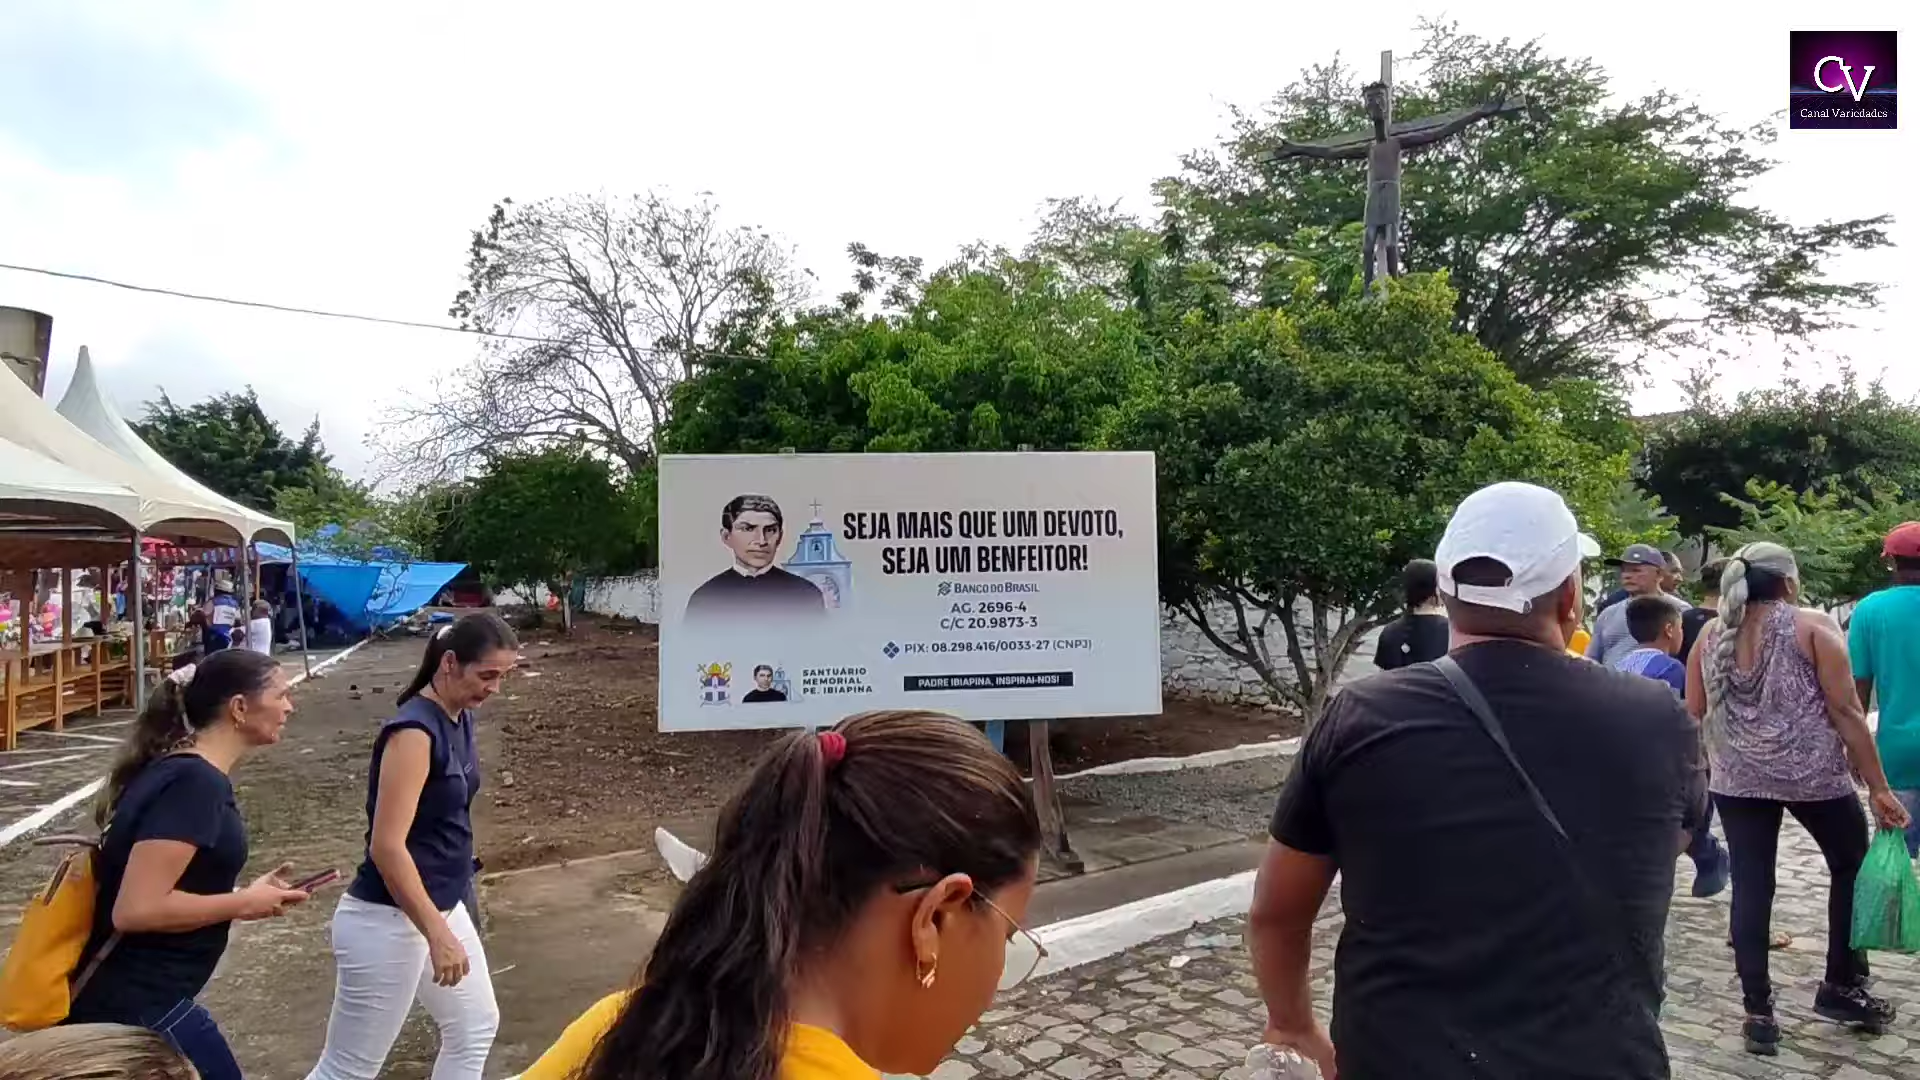 CV
Canal Variedades
SEJA MAIS QUE UM DEVOTO,
SEJA UM BENFEITOR!
BANCO DO BRASIL
AG. 2696-4
C/C 20.9873-3
PIX: 08.298.416/0033-27 (CNPJ)
SANTUÁRIO
MEMORIAL
PE. IBIAPINA
PADRE IBIAPINA, INSPIRAI-NOS!